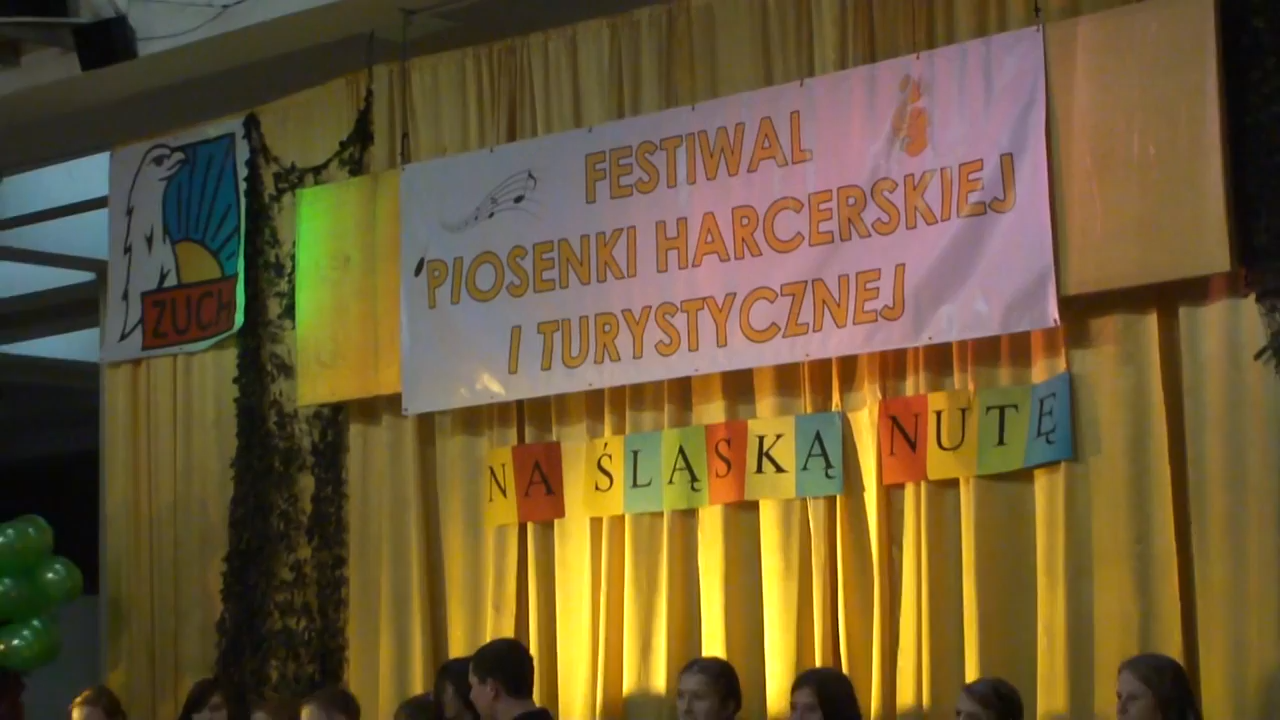 ZUCH
FESTIWAL
PIOSENKI HARCERSKIEJ
I TURYSTYCZNEJ
NA ŚLĄSKĄ NUTĘ